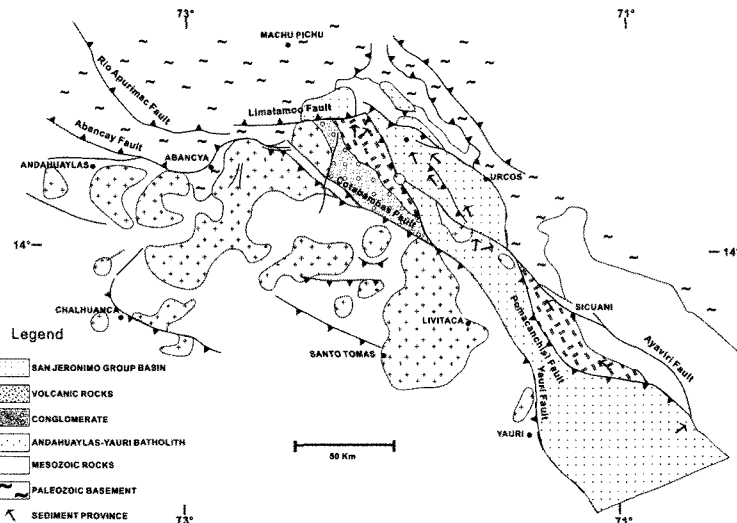 73°
71°
MACHU PICHU
Rio Apurimac Fault
Limatamoo Fault
Abancay Fault
ANDAHUAYLAS
ABANCYA
URCOS
Cotabambas Fault
14°
14°
SICUANI
CHALHUANCA
LIVITACA
Pomacanchisi Fault
Ayaviri Fault
SANTO TOMAS
Yauri Fault
YAURI
Legend
SAN JERONIMO GROUP BASIN
VOLCANIC ROCKS
CONGLOMERATE
ANDAHUAYLAS-YAURI BATHOLITH
MESOZOIC ROCKS
PALEOZOIC BASEMENT
SEDIMENT PROVINCE
50 Km
73°
71°